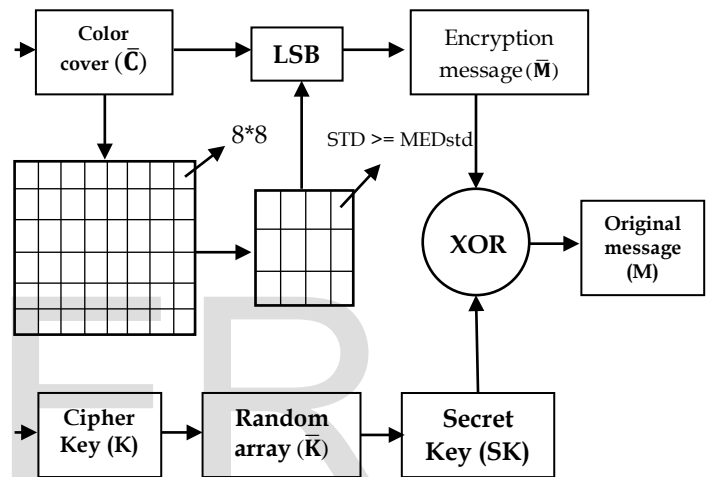 Color
cover (C̄)
LSB
Encryption
message (M̄)
8*8
STD >= MEDstd
XOR
Original
message
(M)
Cipher
Key (K)
Random
array (K̄)
Secret
Key (SK)
ER